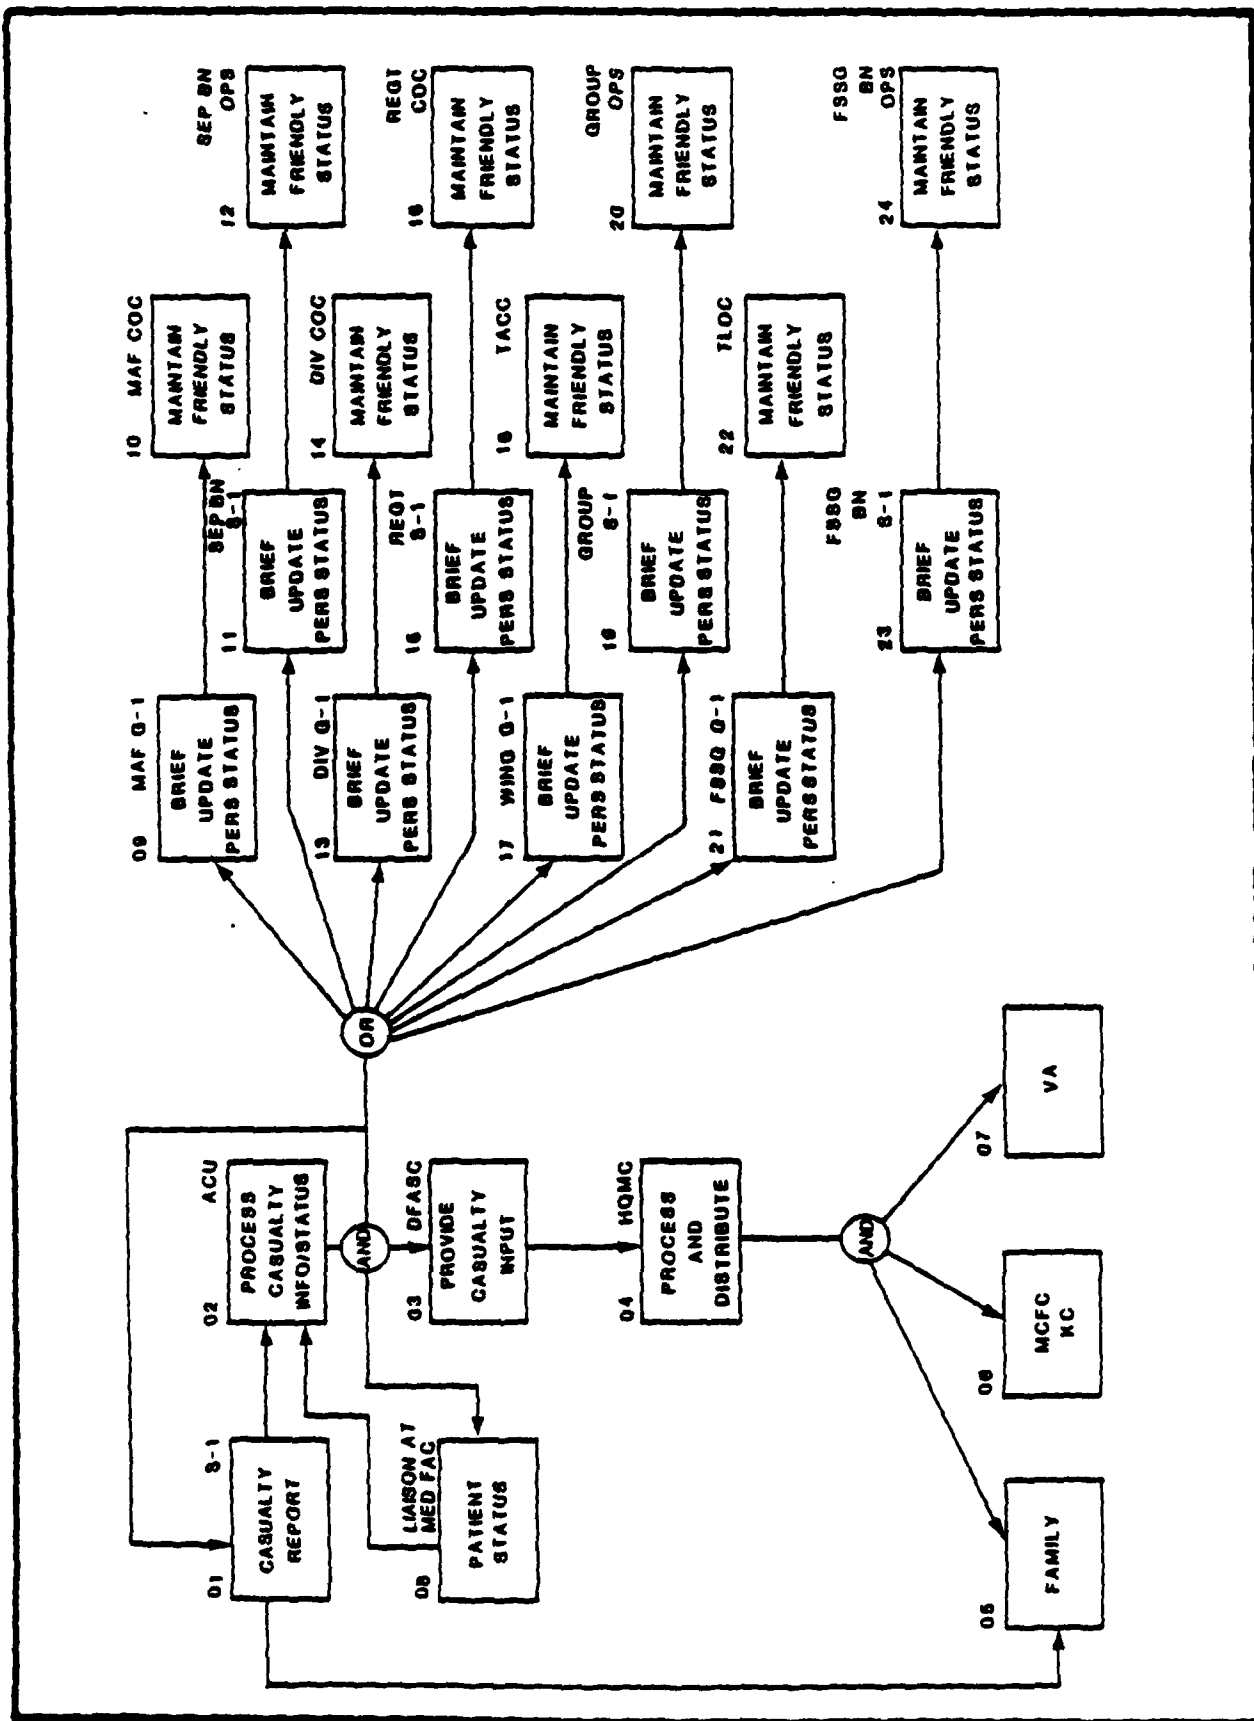 01 S-1
CASUALTY
REPORT
02 ACU
PROCESS
CASUALTY
INFO/STATUS
AND
03 DFASC
PROVIDE
CASUALTY
INPUT
04 HQMC
PROCESS
AND
DISTRIBUTE
AND
05
FAMILY
06
MCFC
KC
07
VA
LIAISON AT
08 MED FAC
PATIENT
STATUS
OR
09 MAF G-1
BRIEF
UPDATE
PERS STATUS
10 MAF COC
MAINTAIN
FRIENDLY
STATUS
SEP BN
11 S-1
BRIEF
UPDATE
PERS STATUS
SEP BN
12 OPS
MAINTAIN
FRIENDLY
STATUS
13 DIV G-1
BRIEF
UPDATE
PERS STATUS
14 DIV COC
MAINTAIN
FRIENDLY
STATUS
REGT
15 S-1
BRIEF
UPDATE
PERS STATUS
REGT
16 COC
MAINTAIN
FRIENDLY
STATUS
17 WING G-1
BRIEF
UPDATE
PERS STATUS
18 TACC
MAINTAIN
FRIENDLY
STATUS
GROUP
19 S-1
BRIEF
UPDATE
PERS STATUS
GROUP
20 OPS
MAINTAIN
FRIENDLY
STATUS
21 FSSG G-1
BRIEF
UPDATE
PERS STATUS
22 TLOC
MAINTAIN
FRIENDLY
STATUS
FSSG
BN
23 S-1
BRIEF
UPDATE
PERS STATUS
FSSG
BN
24 OPS
MAINTAIN
FRIENDLY
STATUS